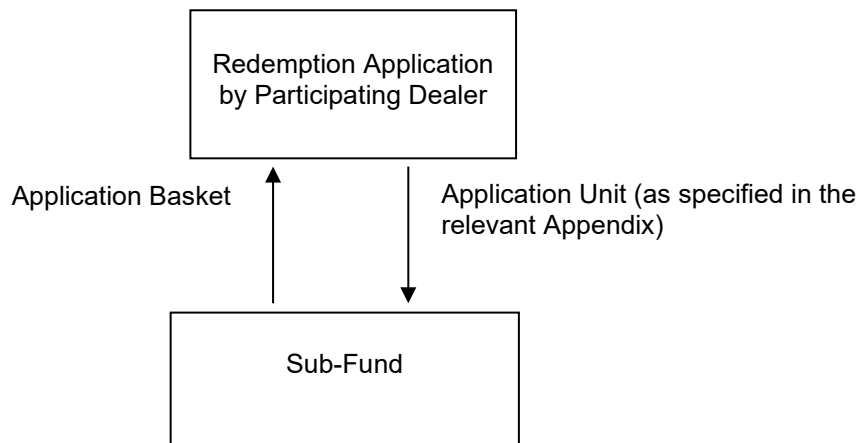 Redemption Application
by Participating Dealer
Application Basket
Application Unit (as specified in the
relevant Appendix)
Sub-Fund